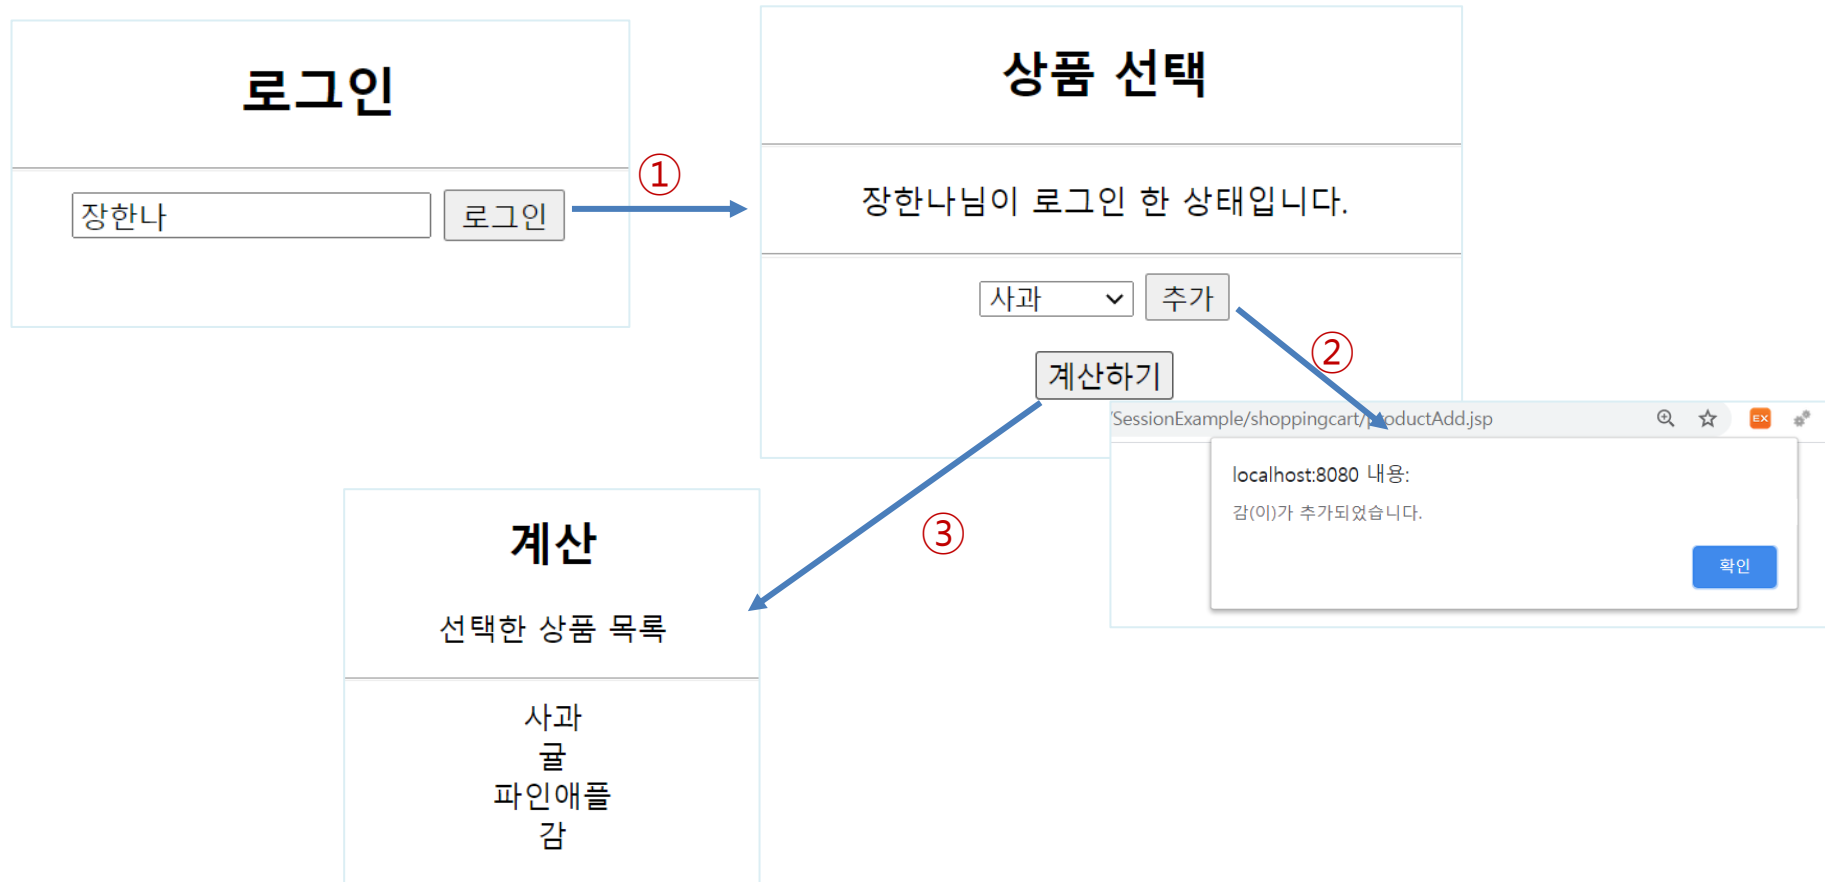 로그인
장한나
로그인
①
상품 선택
장한나님이 로그인 한 상태입니다.
사과
추가
②
계산하기
/SessionExample/shoppingcart/productAdd.jsp
EX
localhost:8080 내용:
감(이)가 추가되었습니다.
확인
③
계산
선택한 상품 목록
사과
귤
파인애플
감